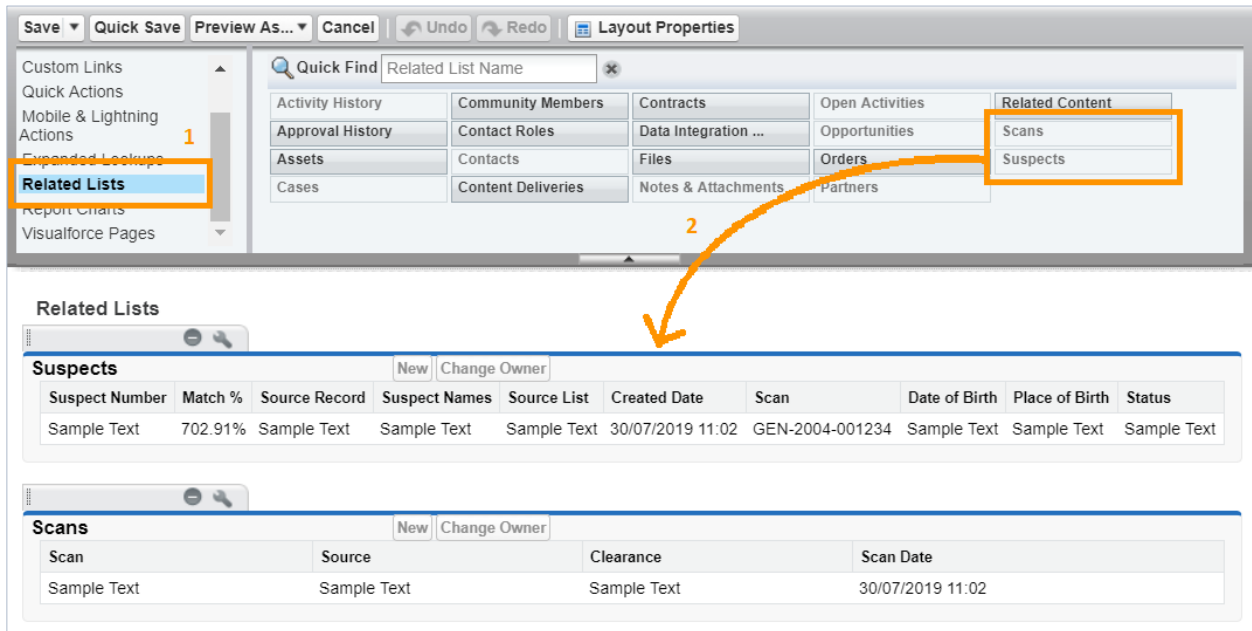 Save Quick Save Preview As... Cancel Undo Redo Layout Properties
Custom Links
Quick Actions
Mobile & Lightning
Actions
Expanded Lookups
Related Lists
Report Charts
Visualforce Pages
1
Quick Find Related List Name
Activity History Community Members Contracts Open Activities Related Content
Approval History Contact Roles Data Integration ... Opportunities Scans
Assets Contacts Files Orders Suspects
Cases Content Deliveries Notes & Attachments Partners
2
Related Lists
Suspects New Change Owner
Suspect Number Match % Source Record Suspect Names Source List Created Date Scan Date of Birth Place of Birth Status
Sample Text 702.91% Sample Text Sample Text Sample Text 30/07/2019 11:02 GEN-2004-001234 Sample Text Sample Text Sample Text
Scans New Change Owner
Scan Source Clearance Scan Date
Sample Text Sample Text Sample Text 30/07/2019 11:02